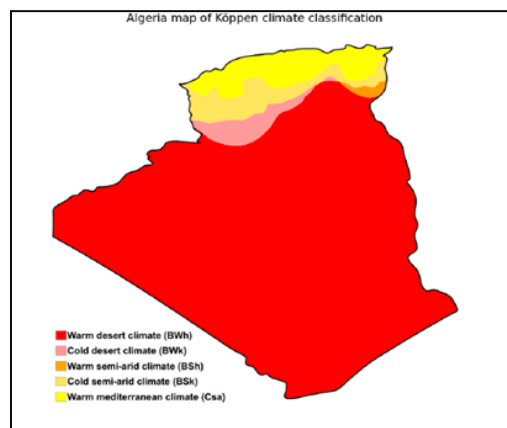 Algeria map of Köppen climate classification
Warm desert climate (BWh)
Cold desert climate (BWk)
Warm semi-arid climate (BSh)
Cold semi-arid climate (BSk)
Warm mediterranean climate (Csa)